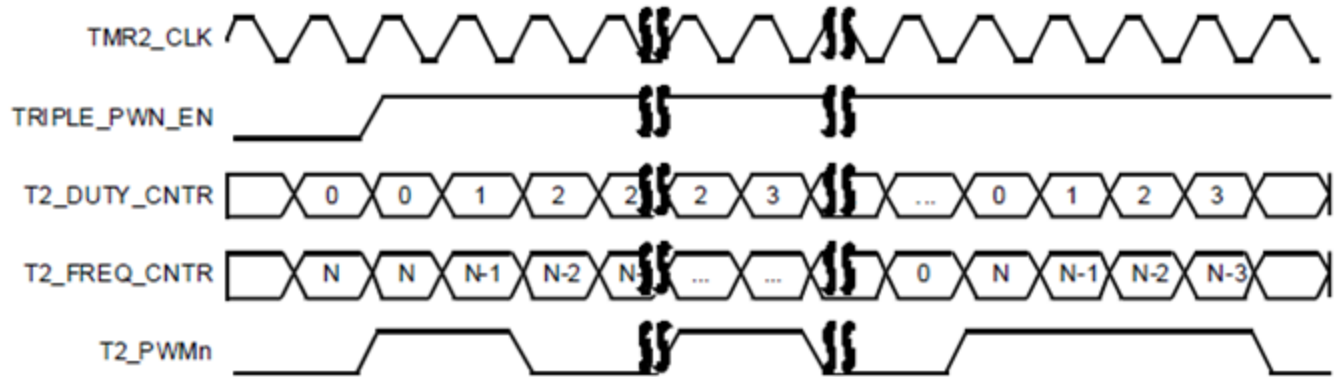 TMR2_CLK
TRIPLE_PWN_EN
T2_DUTY_CNTR 0 0 1 2 2 2 3 ... 0 1 2 3
T2_FREQ_CNTR N N N-1 N-2 N- ... ... 0 N N-1 N-2 N-3
T2_PWMn